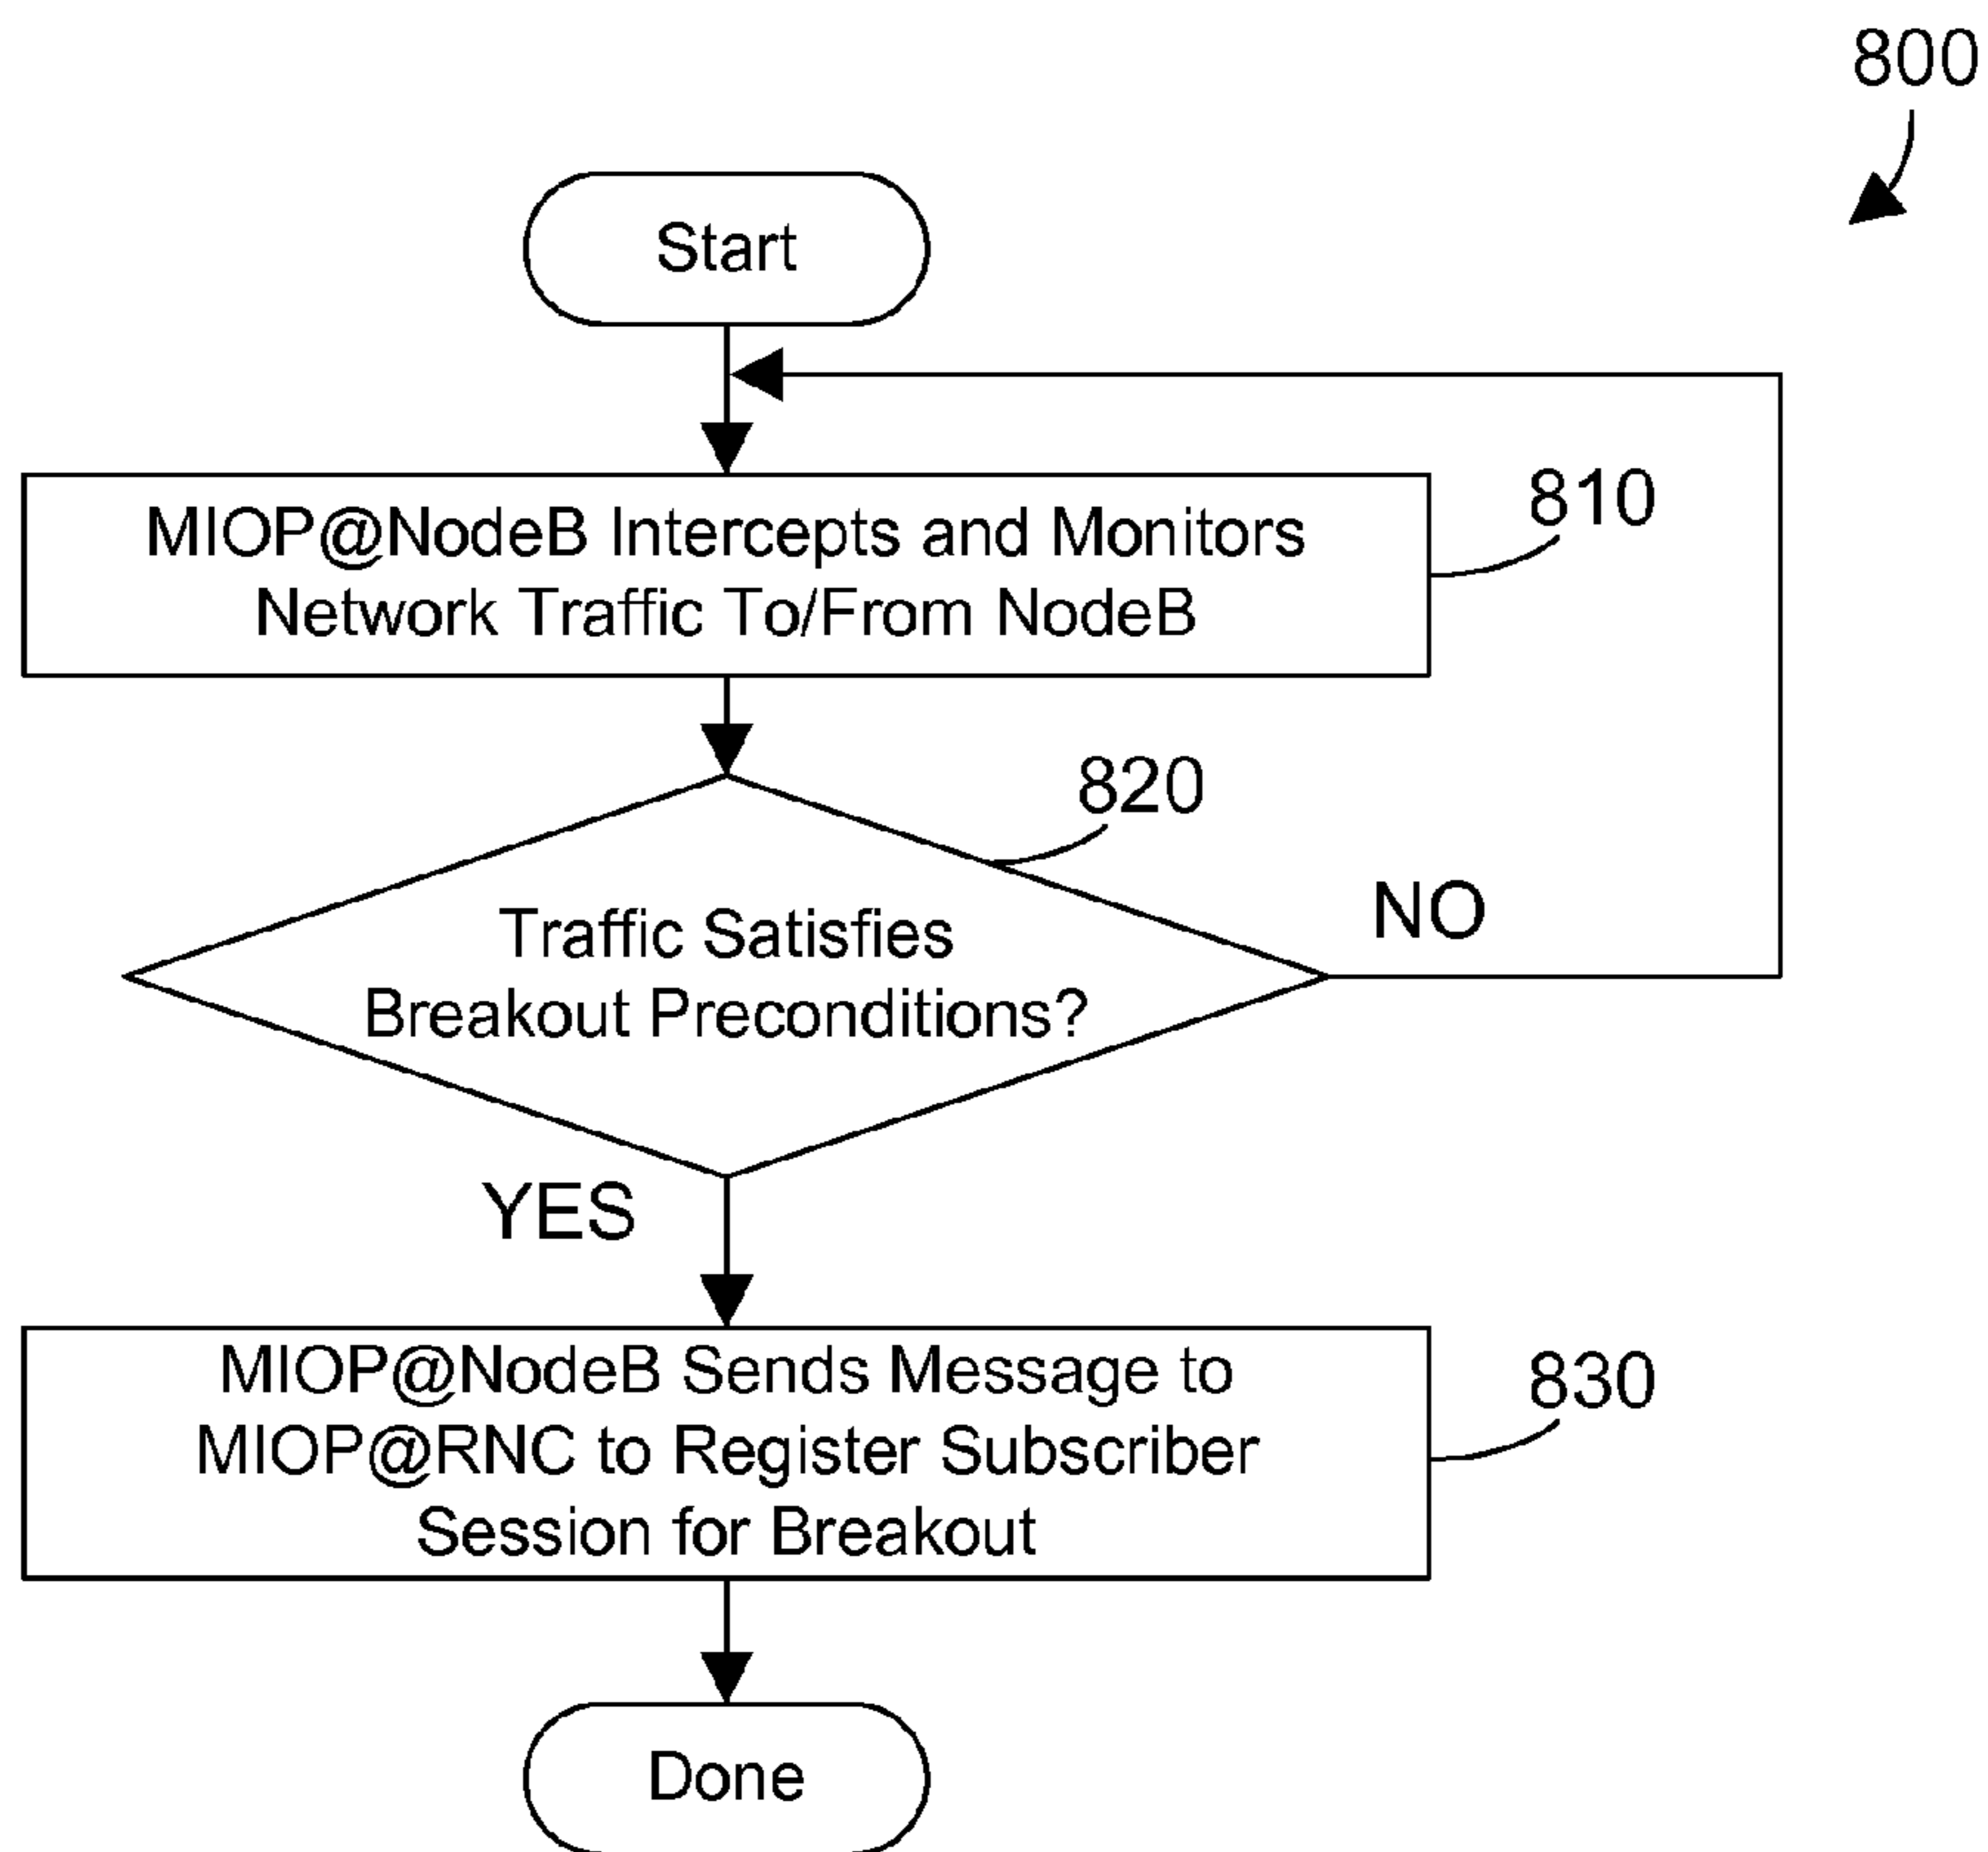 800
Start
MIOP@NodeB Intercepts and Monitors
Network Traffic To/From NodeB
810
820
Traffic Satisfies
Breakout Preconditions?
NO
YES
MIOP@NodeB Sends Message to
MIOP@RNC to Register Subscriber
Session for Breakout
830
Done